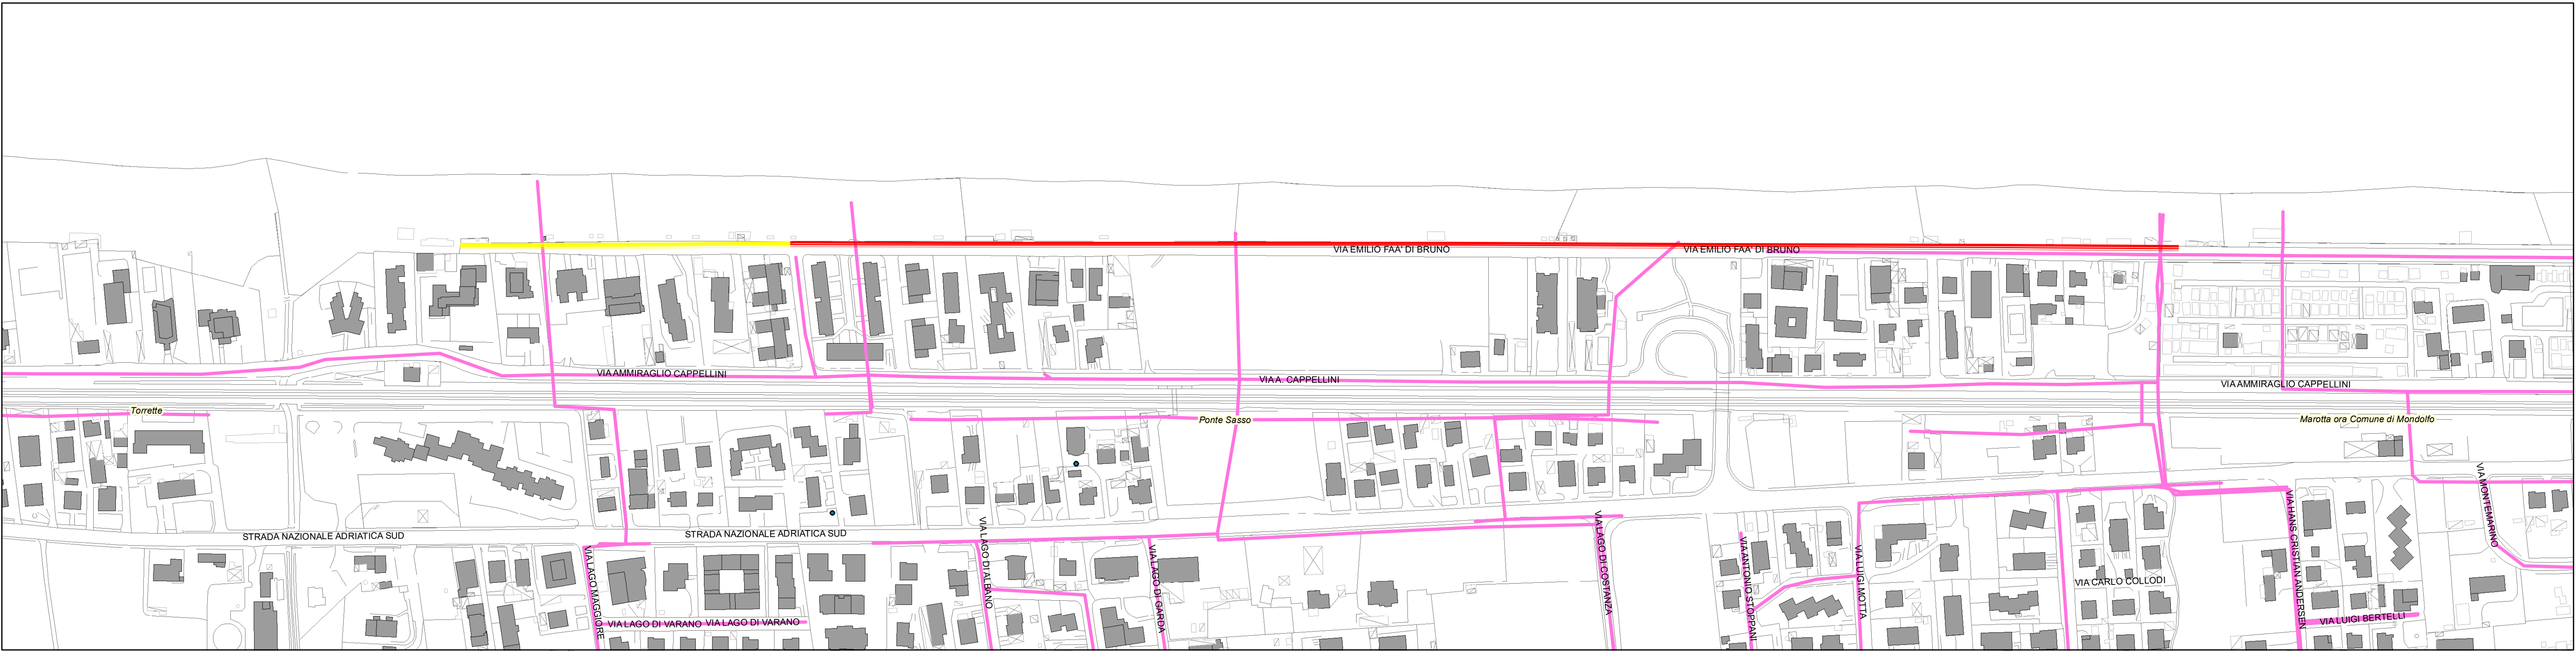 VIA EMILIO FAA' DI BRUNO
VIA EMILIO FAA' DI BRUNO
VIA AMMIRAGLIO CAPPELLINI
VIA A. CAPPELLINI
VIA AMMIRAGLIO CAPPELLINI
Torrette
Ponte Sasso
Marotta ora Comune di Mondolfo
STRADA NAZIONALE ADRIATICA SUD
STRADA NAZIONALE ADRIATICA SUD
VIA LAGO MAGGIORE
VIA LAGO DI VARANO
VIA LAGO DI VARANO
VIA LAGO DI ALBANO
VIA LAGO DI GARDA
VIA LAGO DI COSTANZA
VIA ANTONIO STOPPANI
VIA LUIGI MOTTA
VIA CARLO COLLODI
VIA HANS CRISTIAN ANDERSEN
VIA LUIGI BERTELLI
VIA MONTEMARINO